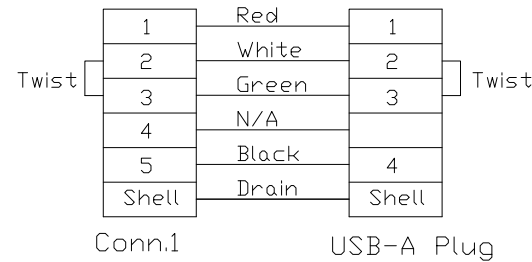 1 Red 1
2 White 2
Twist Twist
3 Green 3
4 N/A
5 Black 4
Shell Drain Shell
Conn.1 USB-A Plug